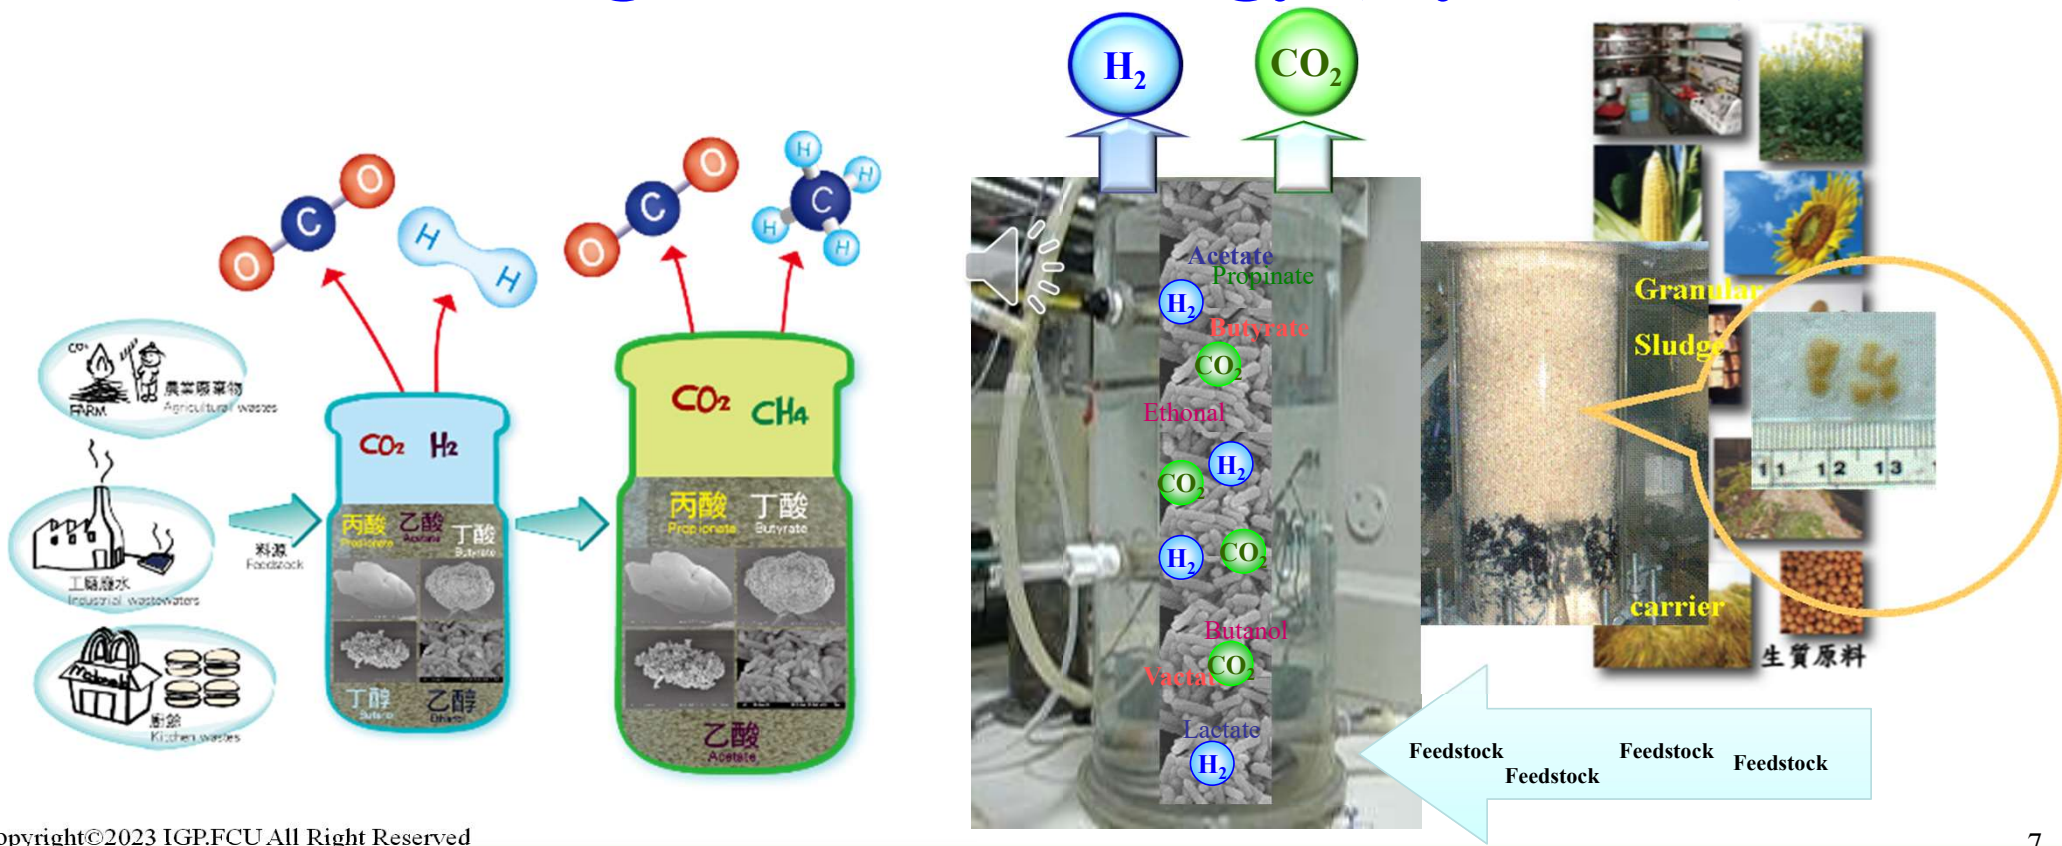 CO₂
FARM
農業廢棄物
Agricultural wastes
工廠廢水
Industrial wastewaters
廚餘
Kitchen wastes
料源
Feedstock
O
C
O
H
H
CO₂ H₂
丙酸 乙酸 丁酸
Propionate Acetate Butyrate
丁醇 乙醇
Butanol Ethanol
O
C
O
H
H
C
H
H
CO₂ CH4
丙酸 丁酸
Propionate Butyrate
乙酸
Acetate
H₂
CO₂
Acetate
Propinate
H₂
Butyrate
CO₂
Ethonal
H₂
CO₂
H₂
CO₂
Butanol
CO₂
Lactate
H₂
Granular
Sludge
carrier
11 12 13
生質原料
Feedstock
Feedstock
Feedstock
Feedstock
opyright©2023 IGP.FCU All Right Reserved
7